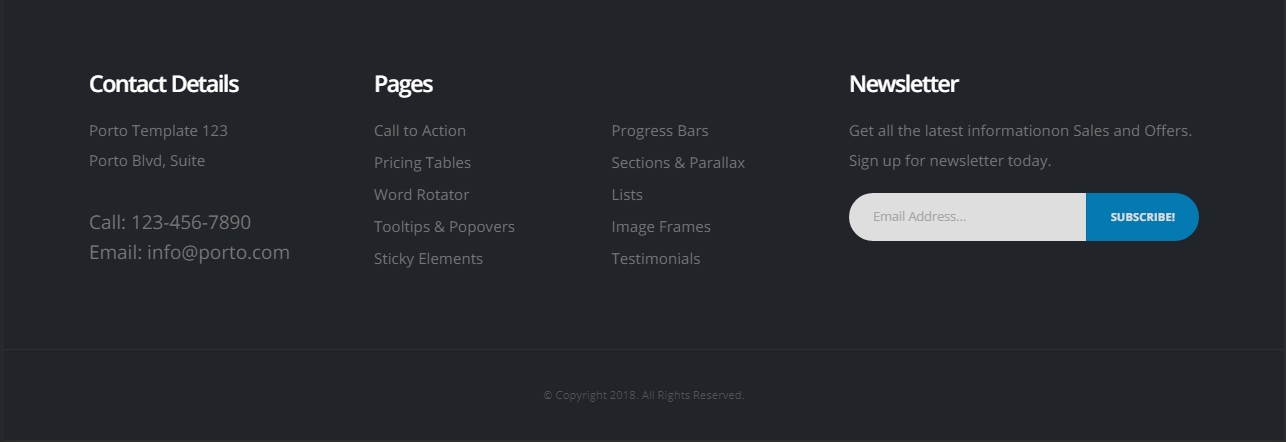 Contact Details
Porto Template 123
Porto Blvd, Suite
Call: 123-456-7890
Email: info@porto.com
Pages
Call to Action
Pricing Tables
Word Rotator
Tooltips & Popovers
Sticky Elements
Progress Bars
Sections & Parallax
Lists
Image Frames
Testimonials
Newsletter
Get all the latest informationon Sales and Offers.
Sign up for newsletter today.
Email Address...
SUBSCRIBE!
© Copyright 2018. All Rights Reserved.